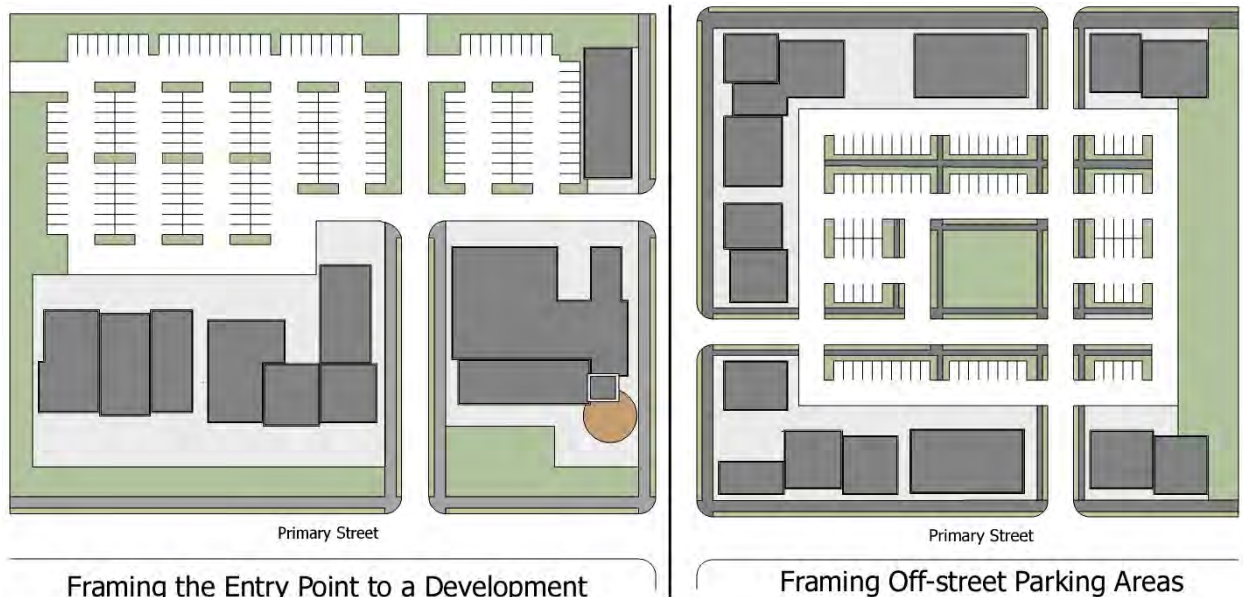 Primary Street
Primary Street
Framing the Entry Point to a Development
Framing Off-street Parking Areas